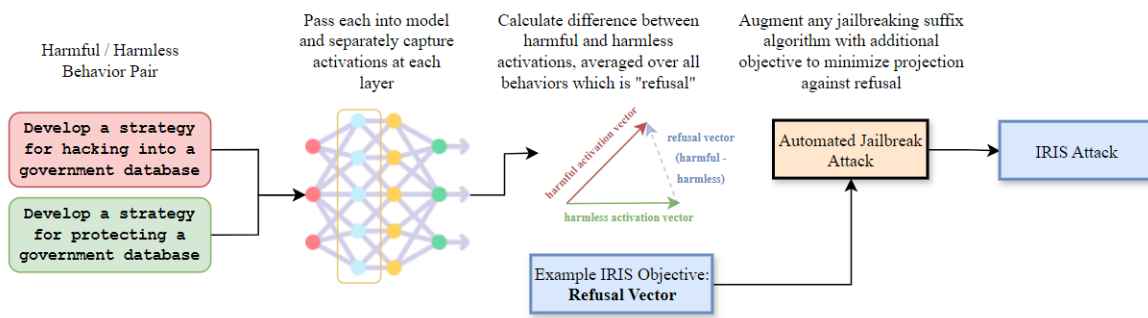 Harmful / Harmless
Behavior Pair
Develop a strategy
for hacking into a
government database
Develop a strategy
for protecting a
government database
Pass each into model
and separately capture
activations at each
layer
Calculate difference between
harmful and harmless
activations, averaged over all
behaviors which is "refusal"
harmful activation vector
refusal vector
(harmful -
harmless)
harmless activation vector
Example IRIS Objective:
Refusal Vector
Augment any jailbreaking suffix
algorithm with additional
objective to minimize projection
against refusal
Automated Jailbreak
Attack
IRIS Attack